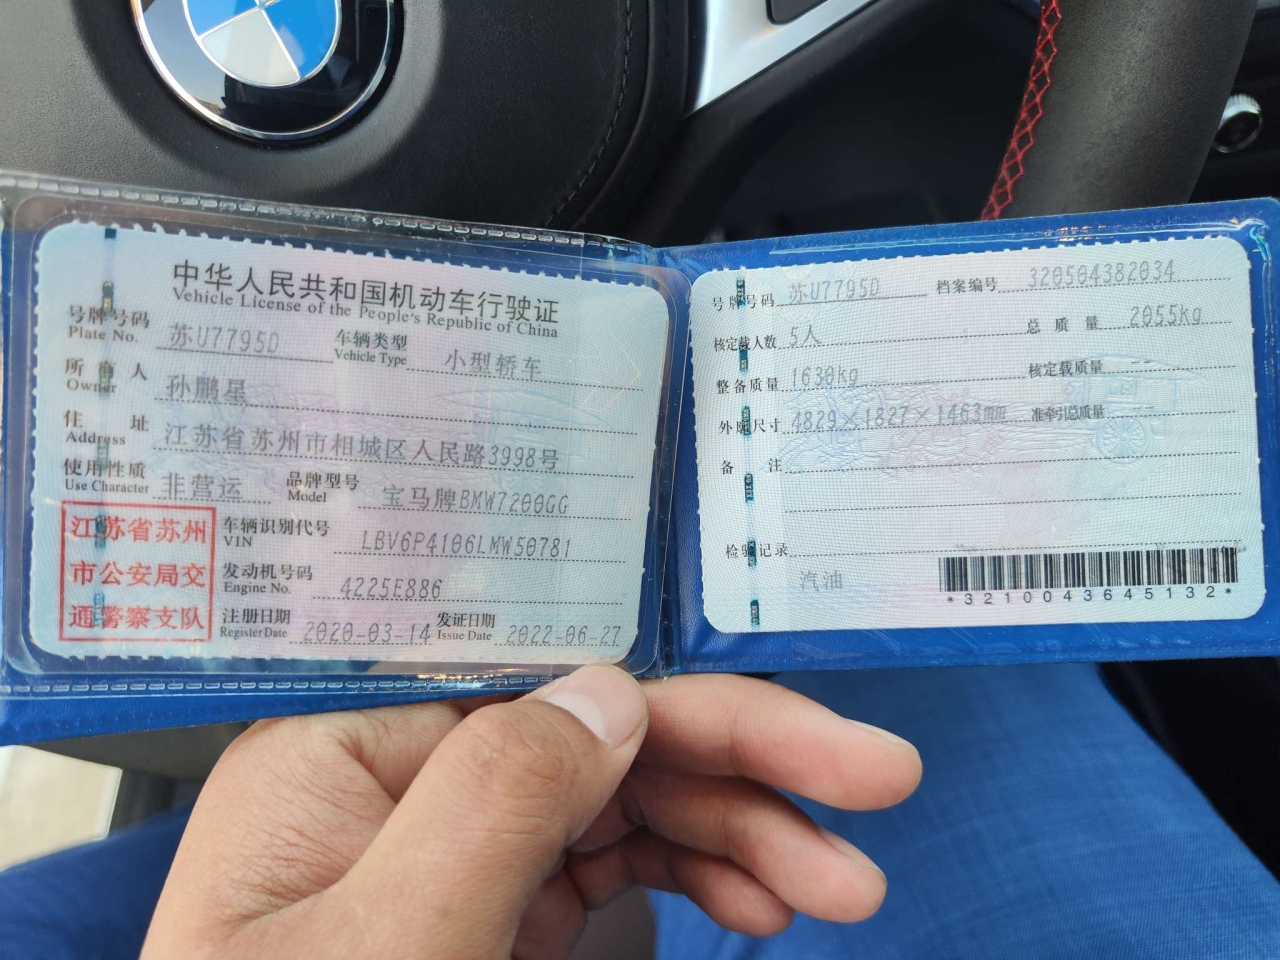 中华人民共和国机动车行驶证
Vehicle License of the People's Republic of China
号牌号码 苏U7795D 车辆类型 小型轿车
Plate No. Vehicle Type
所有人 孙鹏星
Owner
住址 江苏省苏州市相城区人民路3998号
Address
使用性质 非营运 品牌型号 宝马牌BMW7200GG
Use Character Model
江苏省苏州
市公安局交
通警察支队
车辆识别代号 LBV6P4106LMW50781
VIN
发动机号码 4225E886
Engine No.
注册日期 2020-03-14 发证日期 2022-06-27
Register Date Issue Date
号牌号码 苏U7795D 档案编号 320504382034
核定载人数 5人 总质量 2055kg
整备质量 1630kg 核定载质量 --
外廓尺寸 4829×1827×1463mm 准牵引总质量 --
备注
检验记录
汽油
*3210043645132*